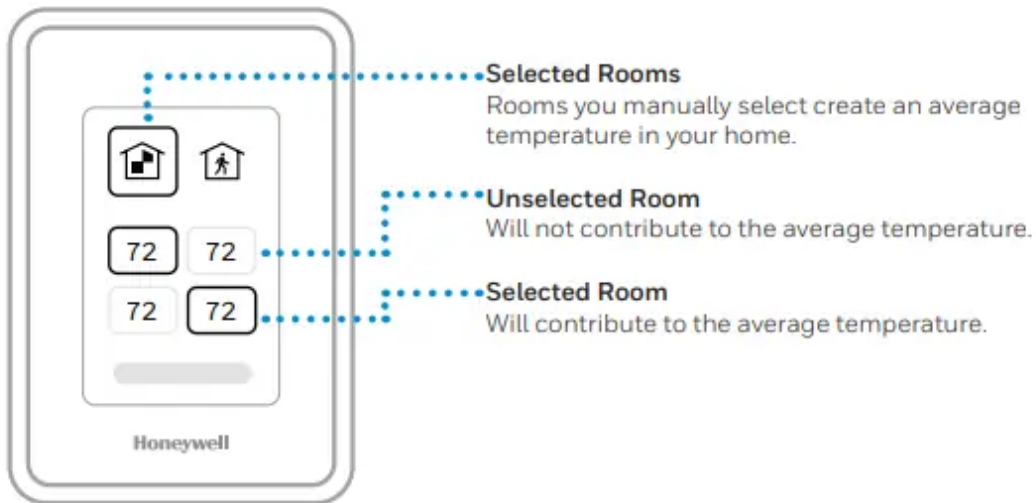 Selected Rooms
Rooms you manually select create an average
temperature in your home.
Unselected Room
Will not contribute to the average temperature.
72 72
Selected Room
72 72
Will contribute to the average temperature.
Honeywell